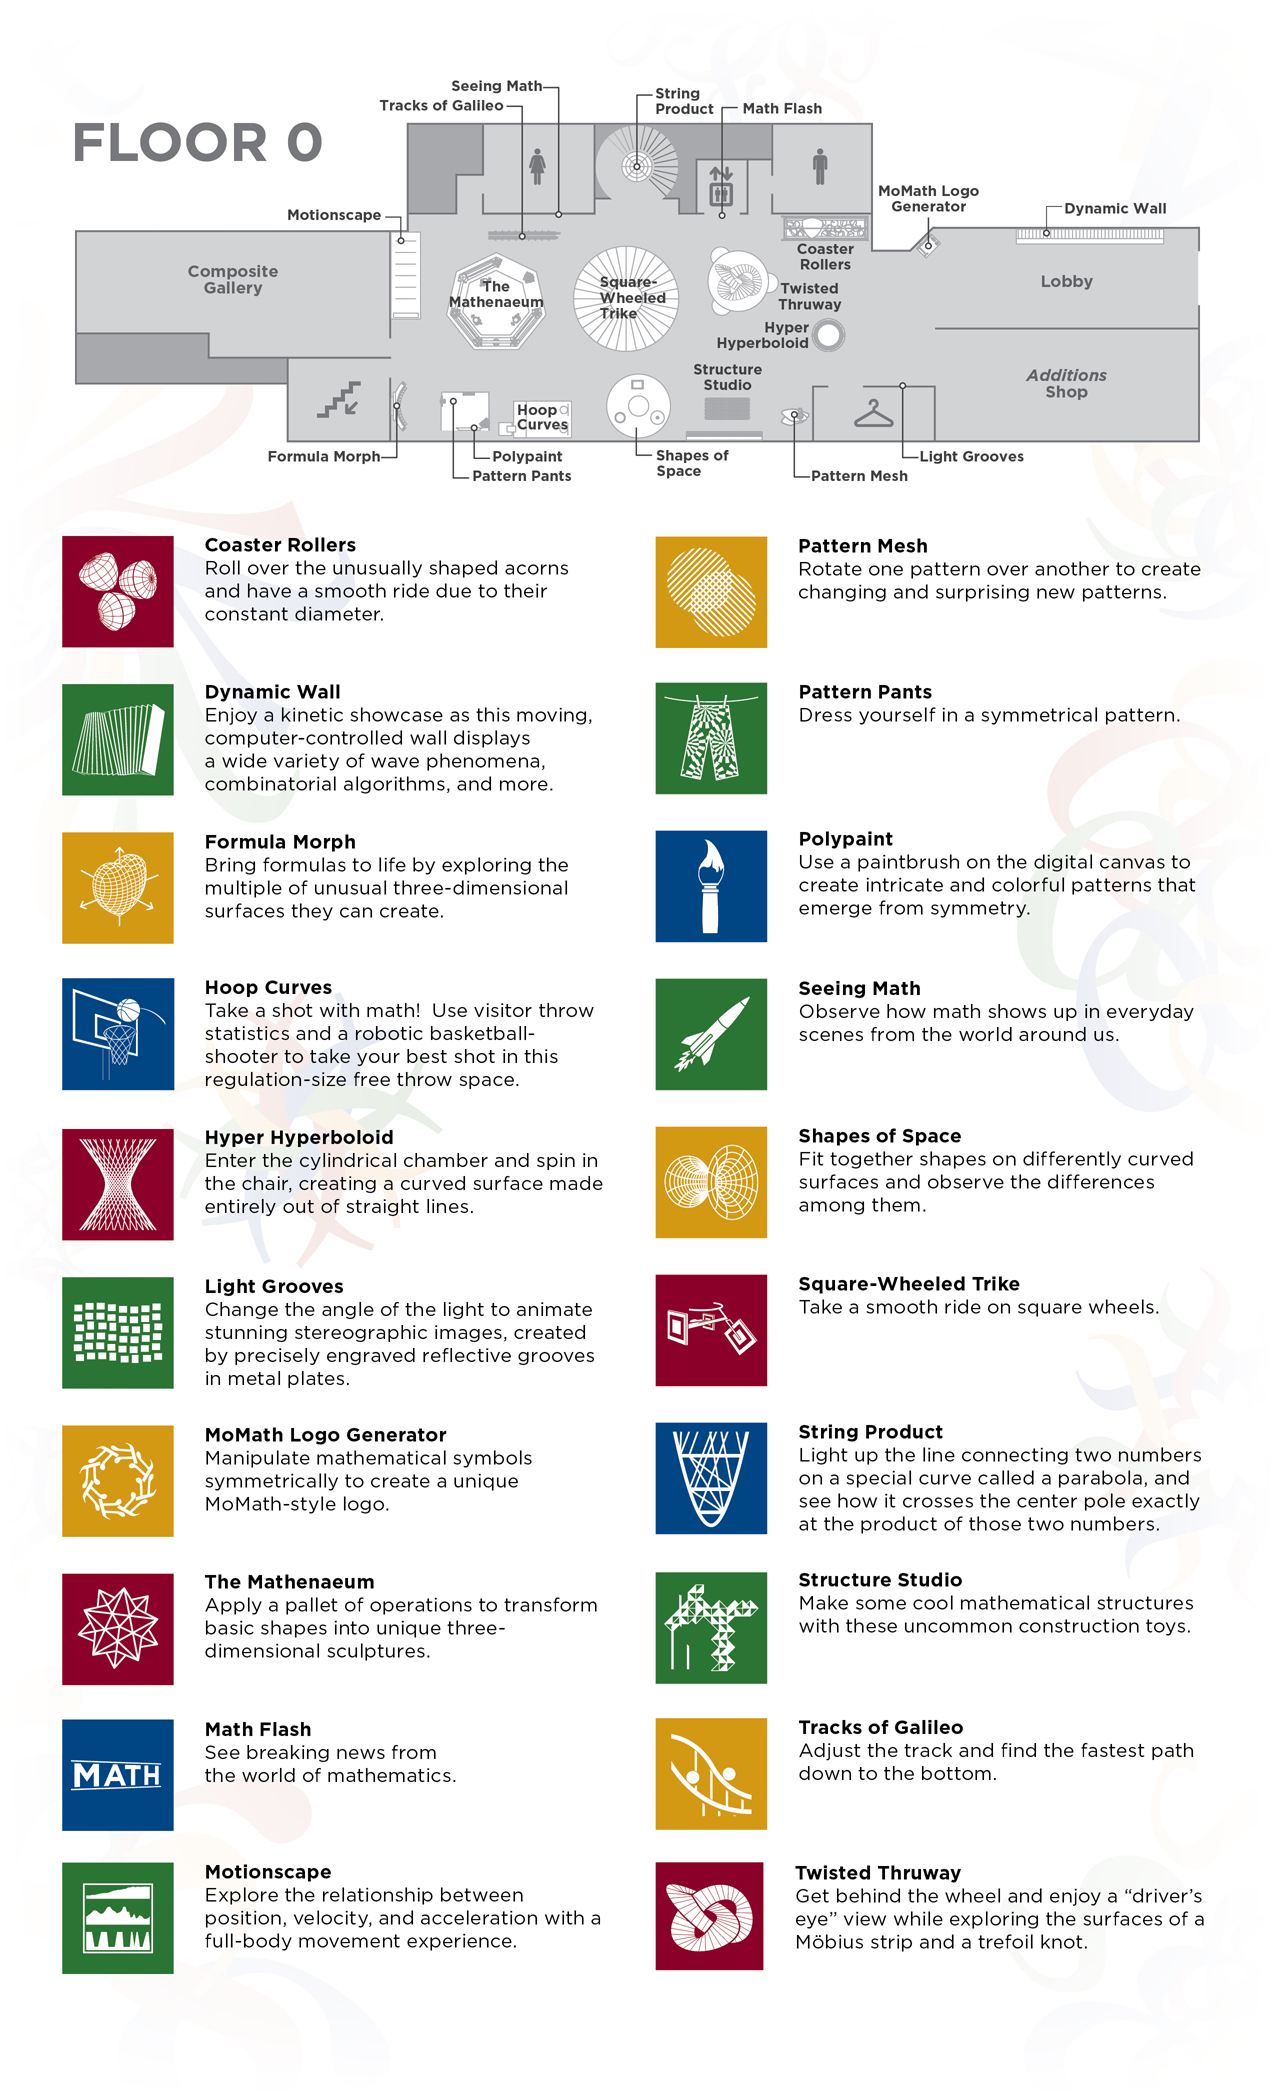 FLOOR 0
Seeing Math
Tracks of Galileo
String
Product
Math Flash
Motionscape
MoMath Logo
Generator
Dynamic Wall
Composite
Gallery
The
Mathenaeum
Square-
Wheeled
Trike
Coaster
Rollers
Twisted
Thruway
Hyper
Hyperboloid
Lobby
Structure
Studio
Additions
Shop
Hoop
Curves
Formula Morph
Polypaint
Pattern Pants
Shapes of
Space
Pattern Mesh
Light Grooves
Coaster Rollers
Roll over the unusually shaped acorns
and have a smooth ride due to their
constant diameter.
Dynamic Wall
Enjoy a kinetic showcase as this moving,
computer-controlled wall displays
a wide variety of wave phenomena,
combinatorial algorithms, and more.
Formula Morph
Bring formulas to life by exploring the
multiple of unusual three-dimensional
surfaces they can create.
Hoop Curves
Take a shot with math!  Use visitor throw
statistics and a robotic basketball-
shooter to take your best shot in this
regulation-size free throw space.
Hyper Hyperboloid
Enter the cylindrical chamber and spin in
the chair, creating a curved surface made
entirely out of straight lines.
Light Grooves
Change the angle of the light to animate
stunning stereographic images, created
by precisely engraved reflective grooves
in metal plates.
MoMath Logo Generator
Manipulate mathematical symbols
symmetrically to create a unique
MoMath-style logo.
The Mathenaeum
Apply a pallet of operations to transform
basic shapes into unique three-
dimensional sculptures.
MATH
Math Flash
See breaking news from
the world of mathematics.
Motionscape
Explore the relationship between
position, velocity, and acceleration with a
full-body movement experience.
Pattern Mesh
Rotate one pattern over another to create
changing and surprising new patterns.
Pattern Pants
Dress yourself in a symmetrical pattern.
Polypaint
Use a paintbrush on the digital canvas to
create intricate and colorful patterns that
emerge from symmetry.
Seeing Math
Observe how math shows up in everyday
scenes from the world around us.
Shapes of Space
Fit together shapes on differently curved
surfaces and observe the differences
among them.
Square-Wheeled Trike
Take a smooth ride on square wheels.
String Product
Light up the line connecting two numbers
on a special curve called a parabola, and
see how it crosses the center pole exactly
at the product of those two numbers.
Structure Studio
Make some cool mathematical structures
with these uncommon construction toys.
Tracks of Galileo
Adjust the track and find the fastest path
down to the bottom.
Twisted Thruway
Get behind the wheel and enjoy a “driver’s
eye” view while exploring the surfaces of a
Möbius strip and a trefoil knot.